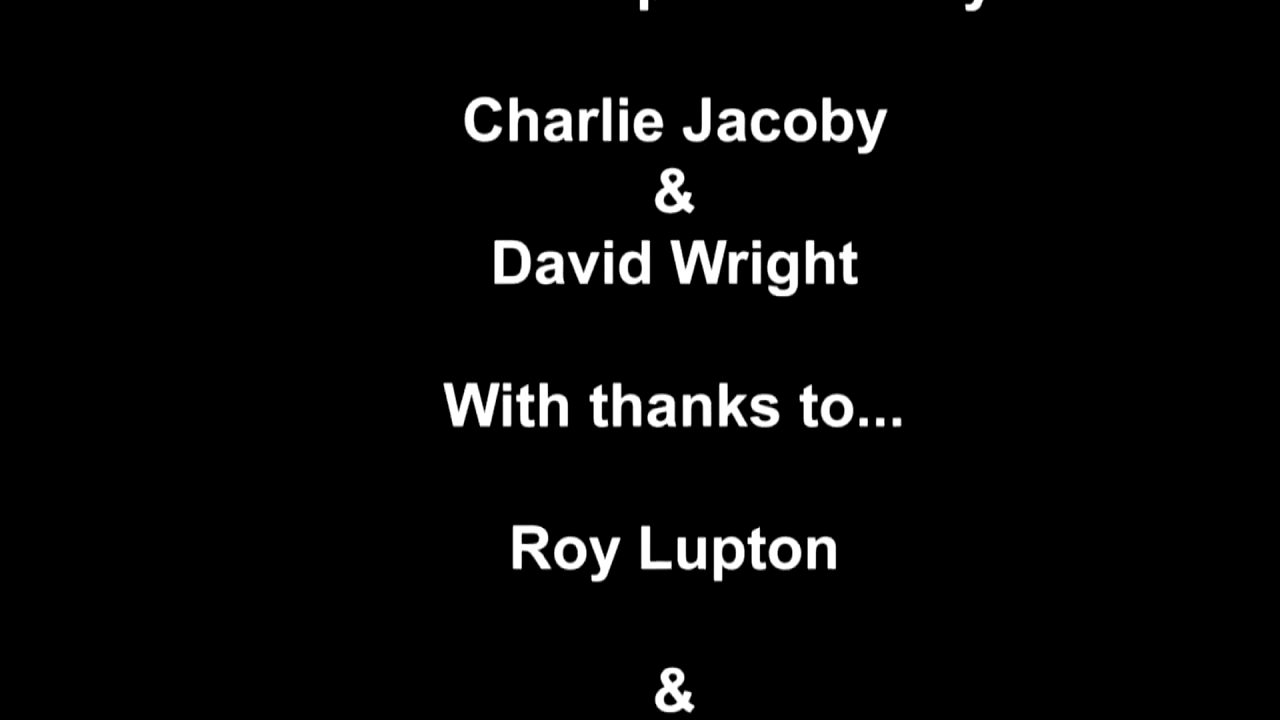 Charlie Jacoby
&
David Wright
With thanks to...
Roy Lupton
&